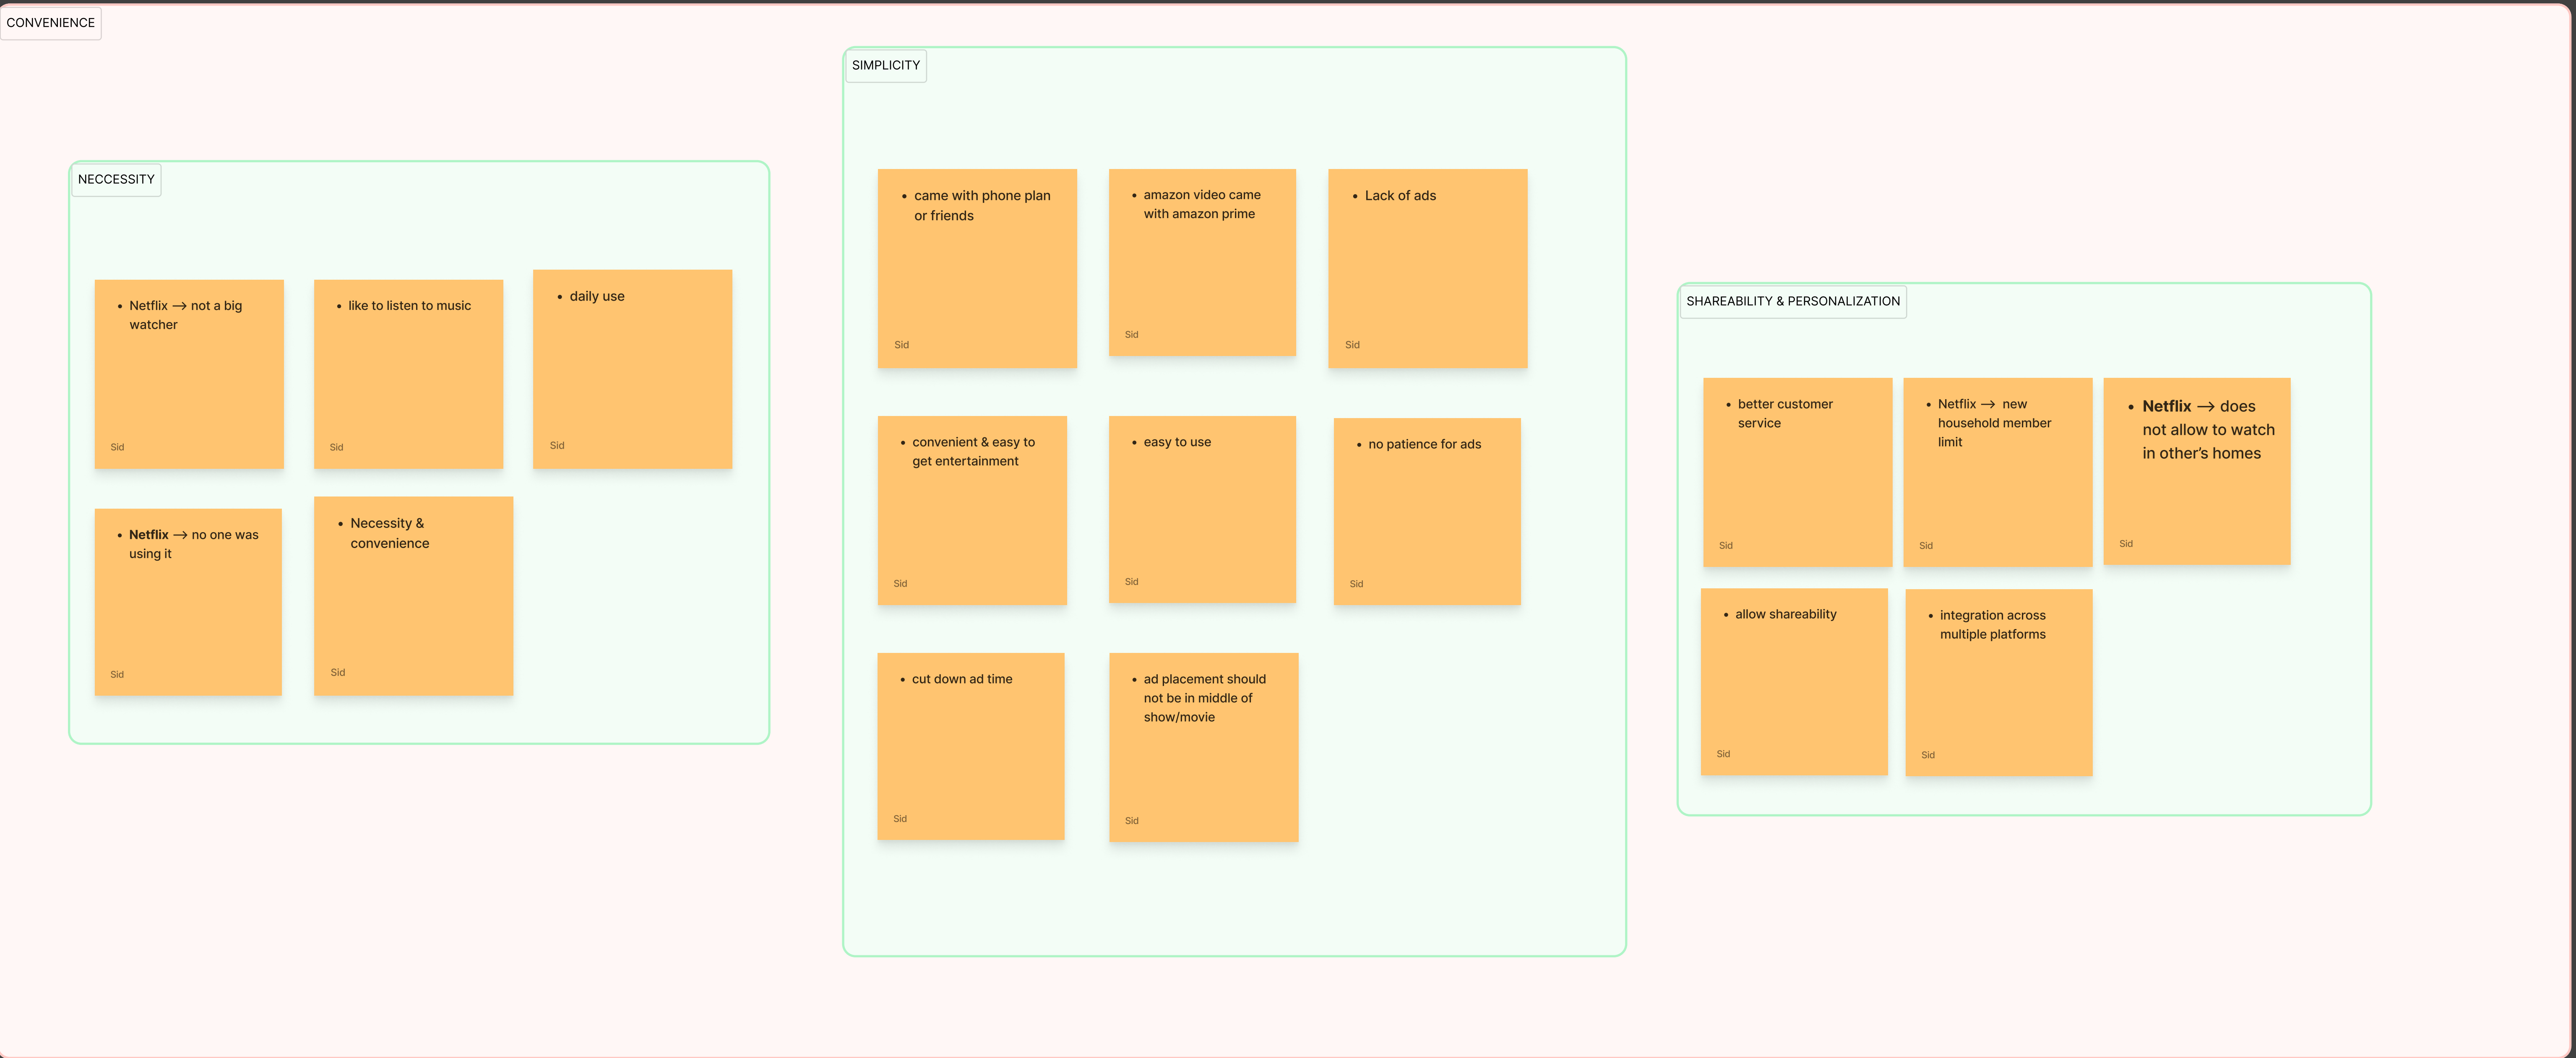 CONVENIENCE
NECCESSITY
• Netflix → not a big
watcher
Sid
• like to listen to music
Sid
• daily use
Sid
• Netflix → no one was
using it
Sid
• Necessity &
convenience
Sid
SIMPLICITY
• came with phone plan
or friends
Sid
• amazon video came
with amazon prime
Sid
• Lack of ads
Sid
• convenient & easy to
get entertainment
Sid
• easy to use
Sid
• no patience for ads
Sid
• cut down ad time
Sid
• ad placement should
not be in middle of
show/movie
Sid
SHAREABILITY & PERSONALIZATION
• better customer
service
Sid
• Netflix → new
household member
limit
Sid
• Netflix → does
not allow to watch
in other’s homes
Sid
• allow shareability
Sid
• integration across
multiple platforms
Sid